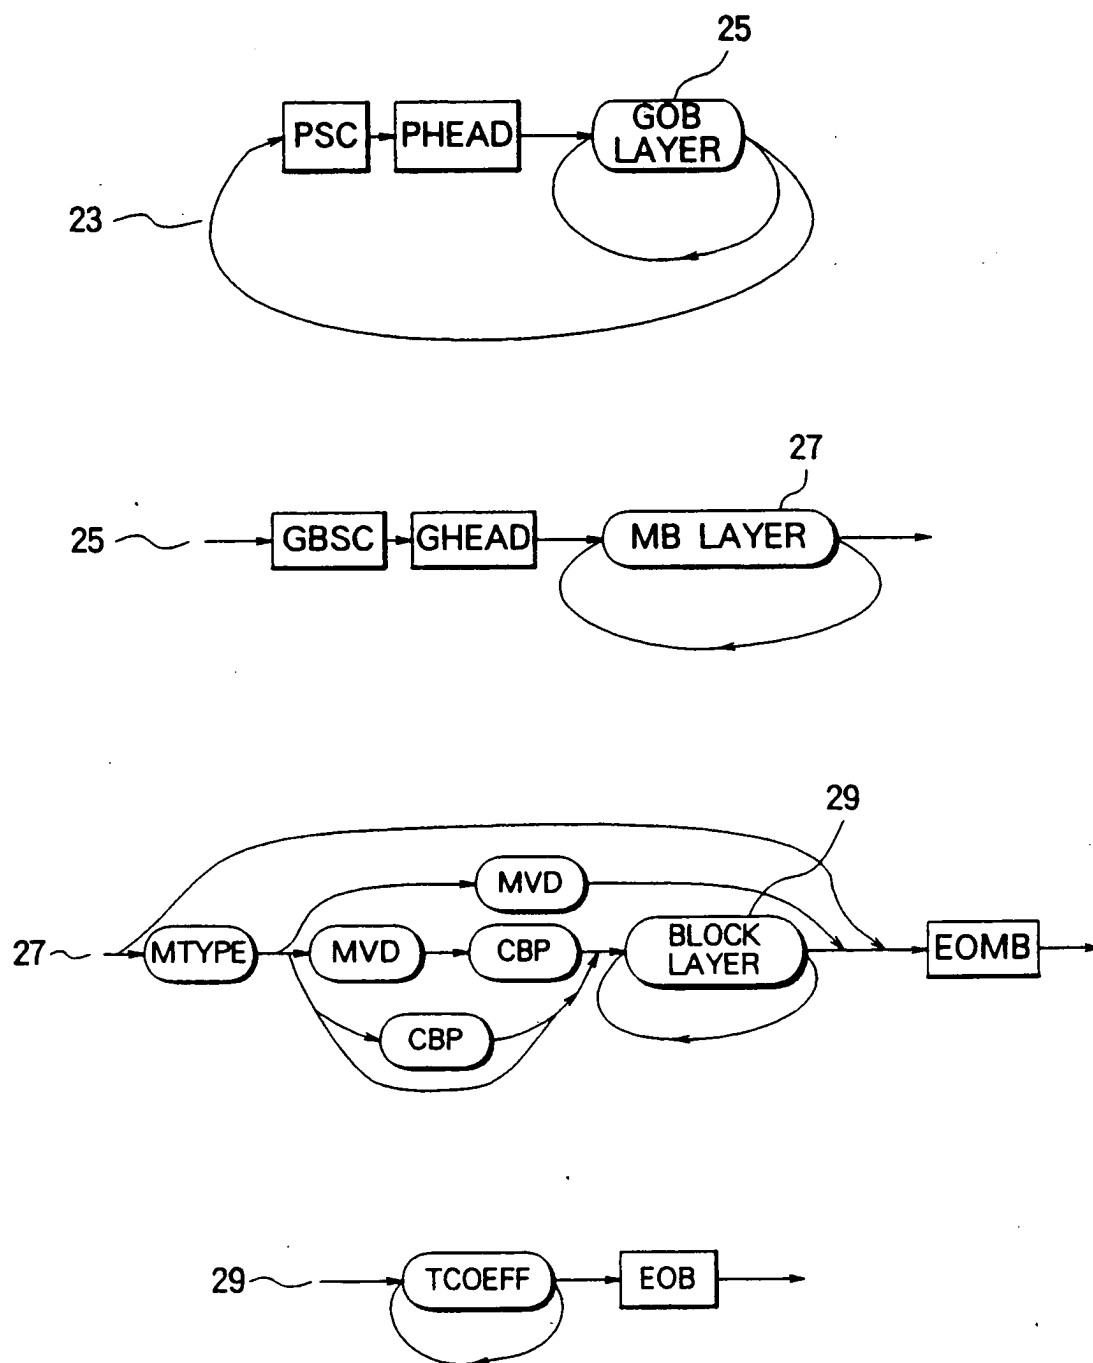 25
PSC
PHEAD
GOB
LAYER
23
27
25
GBSC
GHEAD
MB LAYER
29
MVD
27
MTYPE
MVD
CBP
BLOCK
LAYER
EOMB
CBP
29
TCOEFF
EOB